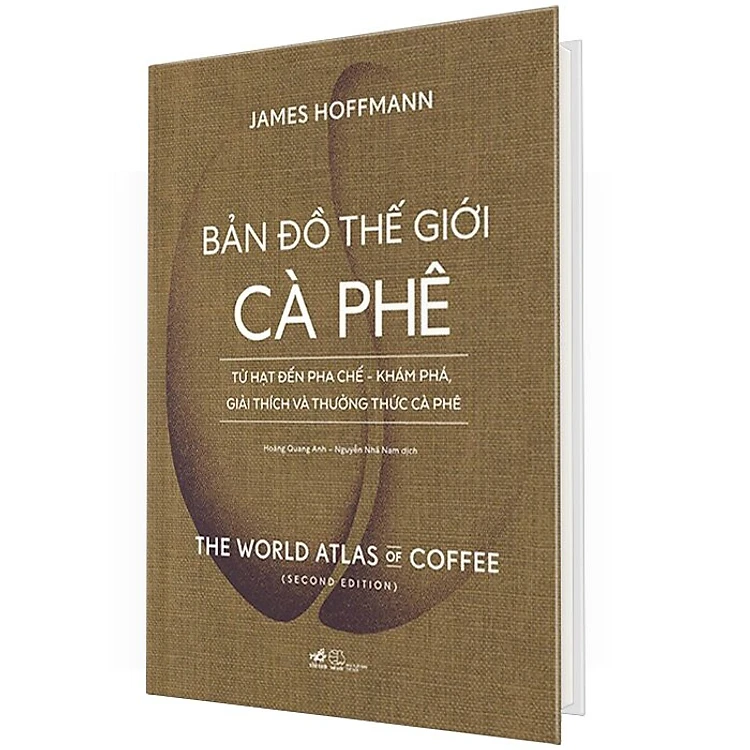 JAMES HOFFMANN
BẢN ĐỒ THẾ GIỚI
CÀ PHÊ
TỪ HẠT ĐẾN PHA CHẾ - KHÁM PHÁ,
GIẢI THÍCH VÀ THƯỞNG THỨC CÀ PHÊ
Hoàng Quang Anh - Nguyễn Nhã Nam dịch
THE WORLD ATLAS OF COFFEE
(SECOND EDITION)